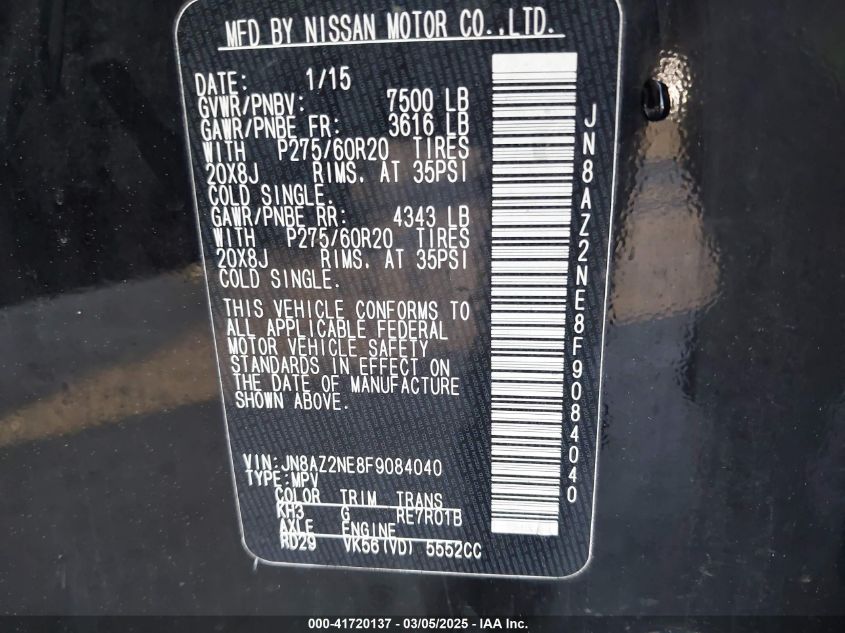 MFD BY NISSAN MOTOR CO.,LTD.
DATE: 1/15
GVWR/PNBV: 7500 LB
GAWR/PNBE FR: 3616 LB
WITH P275/60R20 TIRES
20X8J RIMS. AT 35PSI
COLD SINGLE.
GAWR/PNBE RR: 4343 LB
WITH P275/60R20 TIRES
20X8J RIMS. AT 35PSI
COLD SINGLE.
THIS VEHICLE CONFORMS TO
ALL APPLICABLE FEDERAL
MOTOR VEHICLE SAFETY
STANDARDS IN EFFECT ON
THE DATE OF MANUFACTURE
SHOWN ABOVE.
VIN:JN8AZ2NE8F9084040
TYPE:MPV
COLOR TRIM TRANS
KH3 G RE7R01B
AXLE ENGINE
RD29 VK56(VD) 5552CC
JN8AZ2NE8F9084040
000-41720137 - 03/05/2025 - IAA Inc.